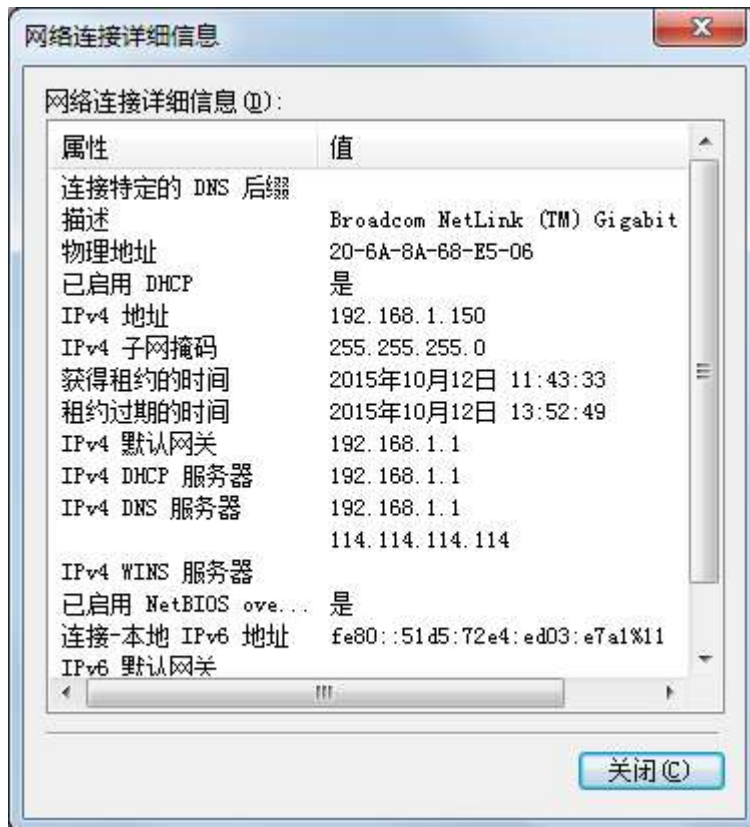 网络连接详细信息
网络连接详细信息(D):
属性 值
连接特定的 DNS 后缀
描述 Broadcom NetLink (TM) Gigabit
物理地址 20-6A-8A-68-E5-06
已启用 DHCP 是
IPv4 地址 192.168.1.150
IPv4 子网掩码 255.255.255.0
获得租约的时间 2015年10月12日 11:43:33
租约过期的时间 2015年10月12日 13:52:49
IPv4 默认网关 192.168.1.1
IPv4 DHCP 服务器 192.168.1.1
IPv4 DNS 服务器 192.168.1.1
114.114.114.114
IPv4 WINS 服务器
已启用 NetBIOS ove... 是
连接-本地 IPv6 地址 fe80::51d5:72e4:ed03:e7a1%11
IPv6 默认网关
关闭(C)